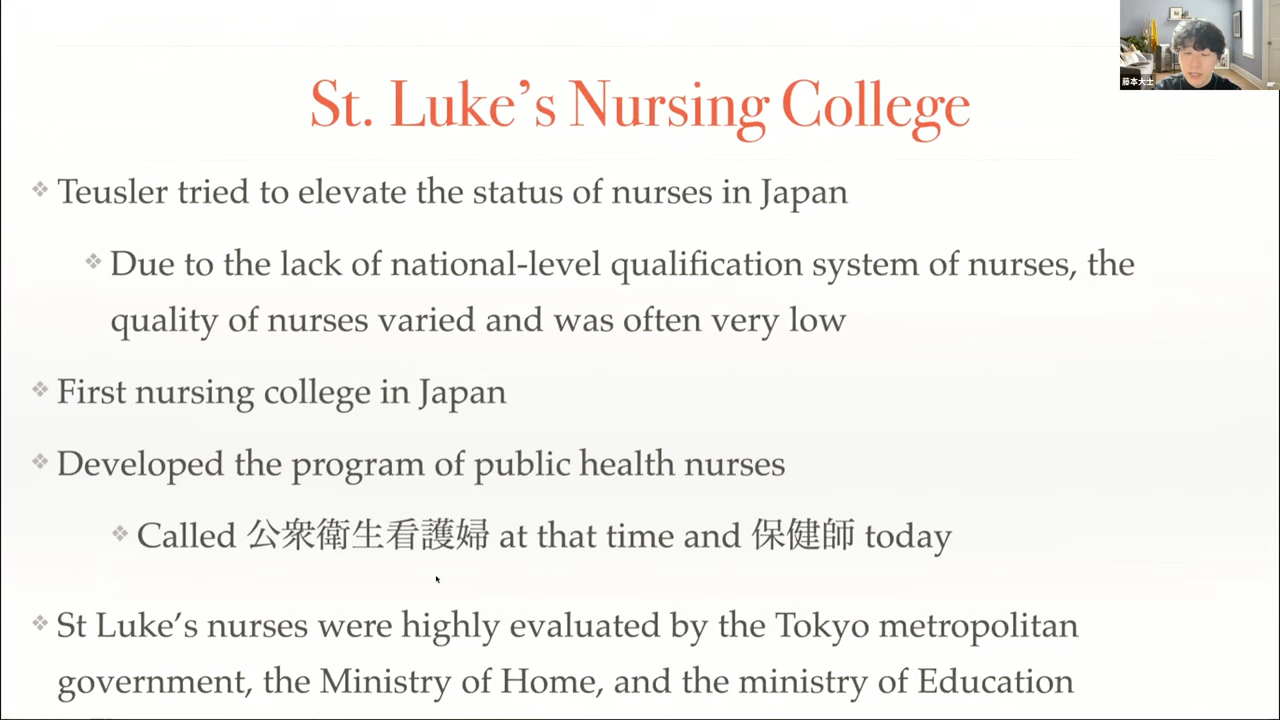 St. Luke’s Nursing College
藤本大士
Teusler tried to elevate the status of nurses in Japan
Due to the lack of national-level qualification system of nurses, the
quality of nurses varied and was often very low
First nursing college in Japan
Developed the program of public health nurses
Called 公衆衛生看護婦 at that time and 保健師 today
St Luke’s nurses were highly evaluated by the Tokyo metropolitan
government, the Ministry of Home, and the ministry of Education